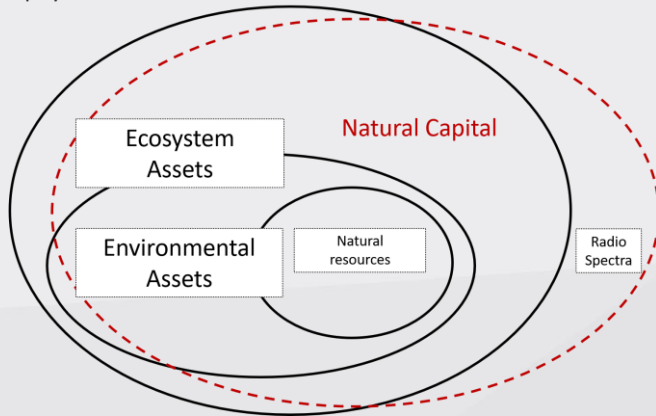 Natural Capital
Ecosystem
Assets
Environmental
Assets
Natural
resources
Radio
Spectra